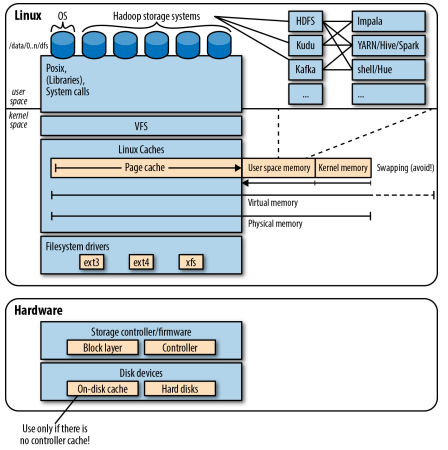 Linux
OS
Hadoop storage systems
/data/0..n/dfs
HDFS
Kudu
Kafka
...
Impala
YARN/Hive/Spark
shell/Hue
...
Posix,
(Libraries),
System calls
user
space
kernel
space
VFS
Linux Caches
Page cache
User space memory
Kernel memory
Swapping (avoid!)
Virtual memory
Physical memory
Filesystem drivers
ext3
ext4
xfs
Hardware
Storage controller/firmware
Block layer
Controller
Disk devices
On-disk cache
Hard disks
Use only if there is
no controller cache!